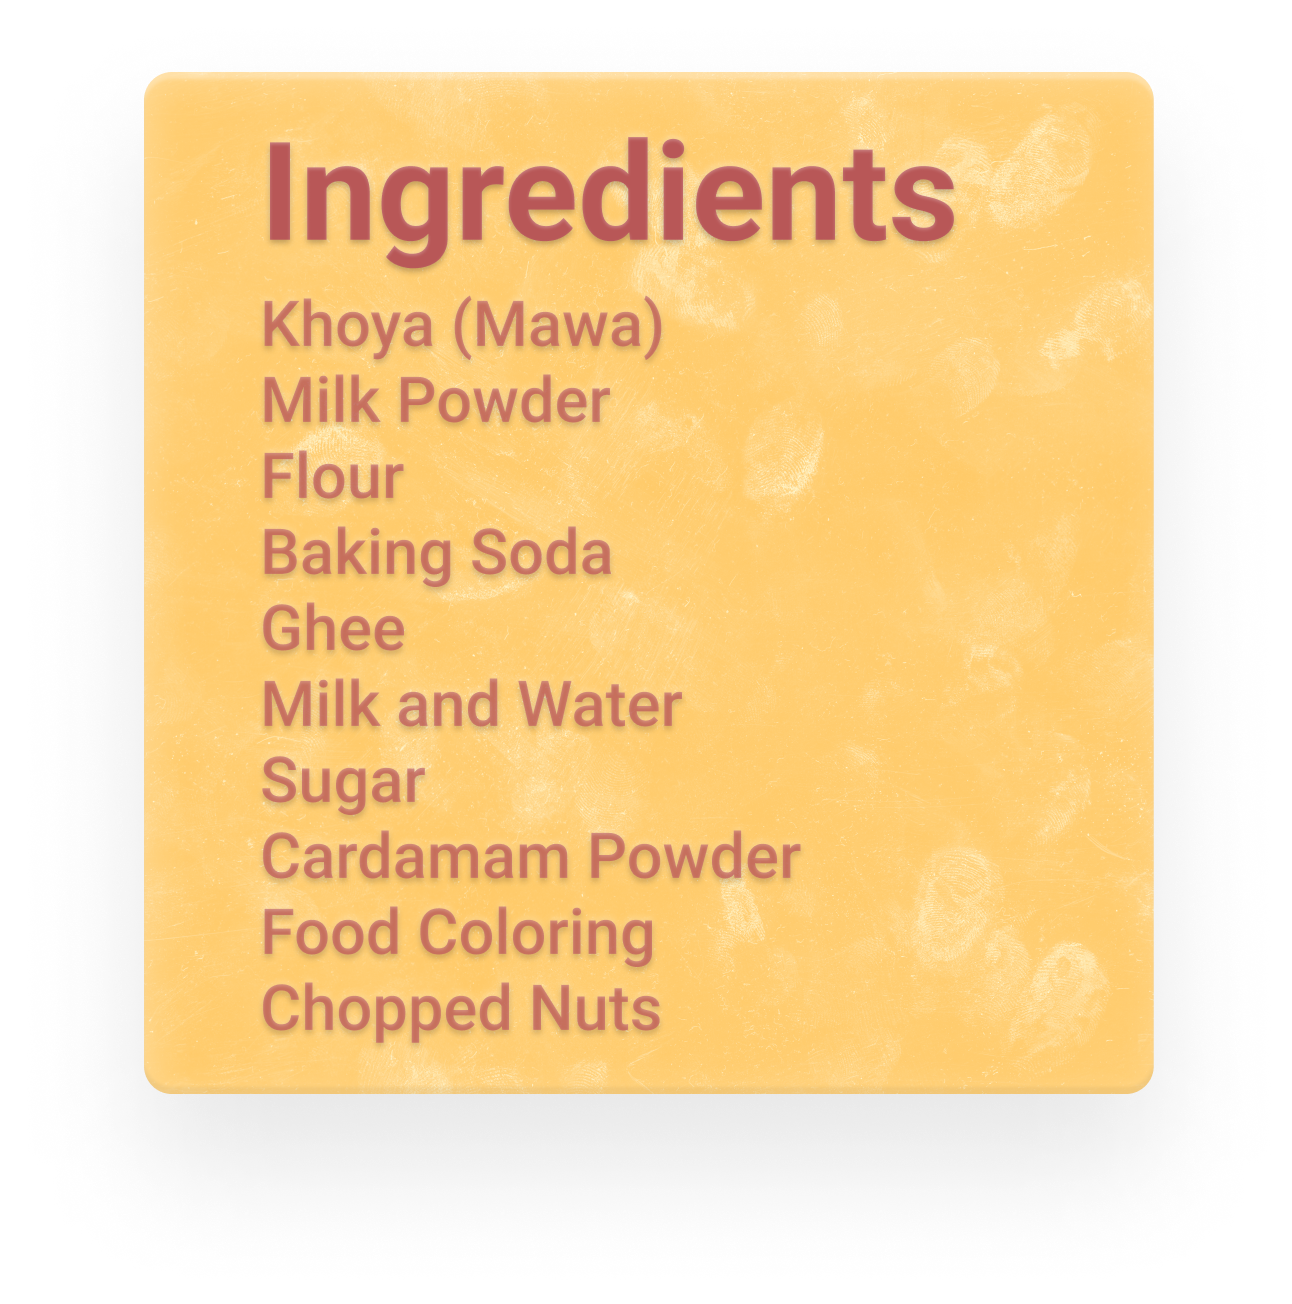 Ingredients
Khoya (Mawa)
Milk Powder
Flour
Baking Soda
Ghee
Milk and Water
Sugar
Cardamam Powder
Food Coloring
Chopped Nuts